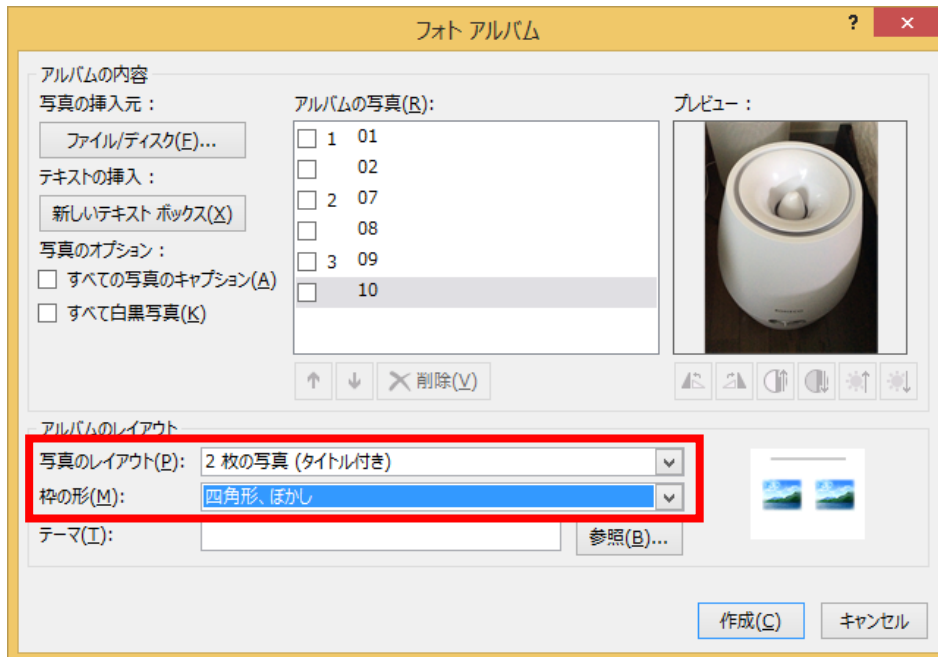 フォト アルバム
?
×
アルバムの内容
写真の挿入元:
ファイル/ディスク(F)...
テキストの挿入:
新しいテキスト ボックス(X)
写真のオプション:
すべての写真のキャプション(A)
すべて白黒写真(K)
アルバムの写真(R):
1 01
02
2 07
08
3 09
10
削除(V)
プレビュー:
アルバムのレイアウト
写真のレイアウト(P): 2 枚の写真 (タイトル付き)
枠の形(M): 四角形、ぼかし
テーマ(T): 参照(B)...
作成(C) キャンセル